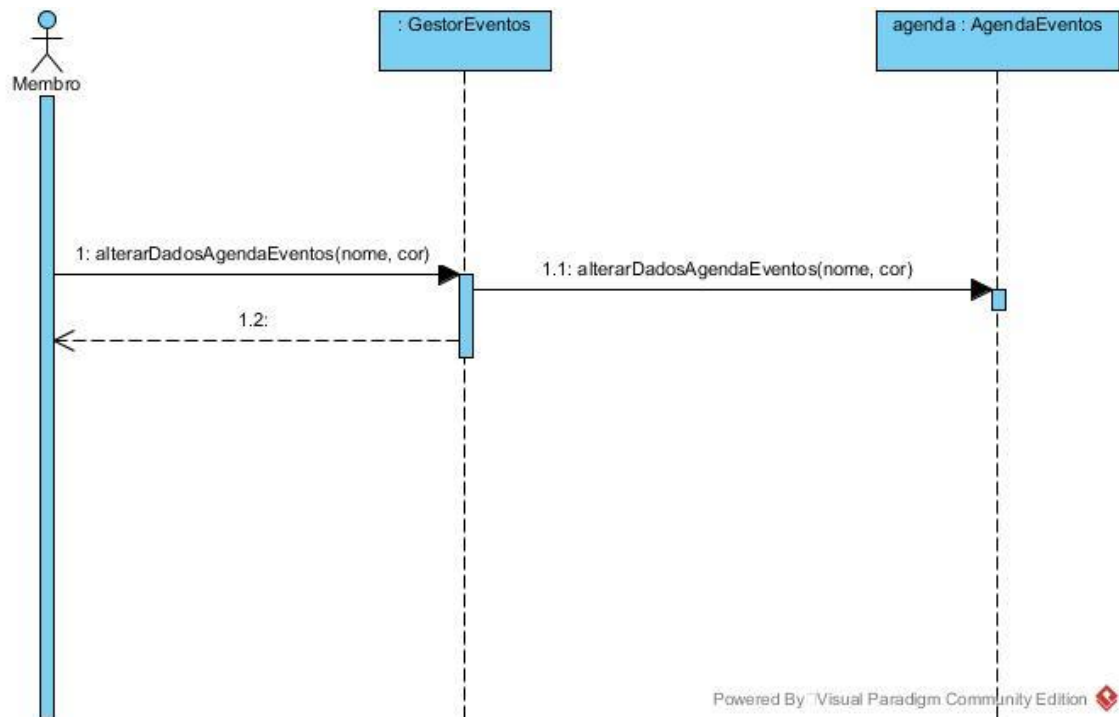 : GestorEventos
agenda : AgendaEventos
Membro
1: alterarDadosAgendaEventos(nome, cor)
1.1: alterarDadosAgendaEventos(nome, cor)
1.2:
Powered By Visual Paradigm Community Edition